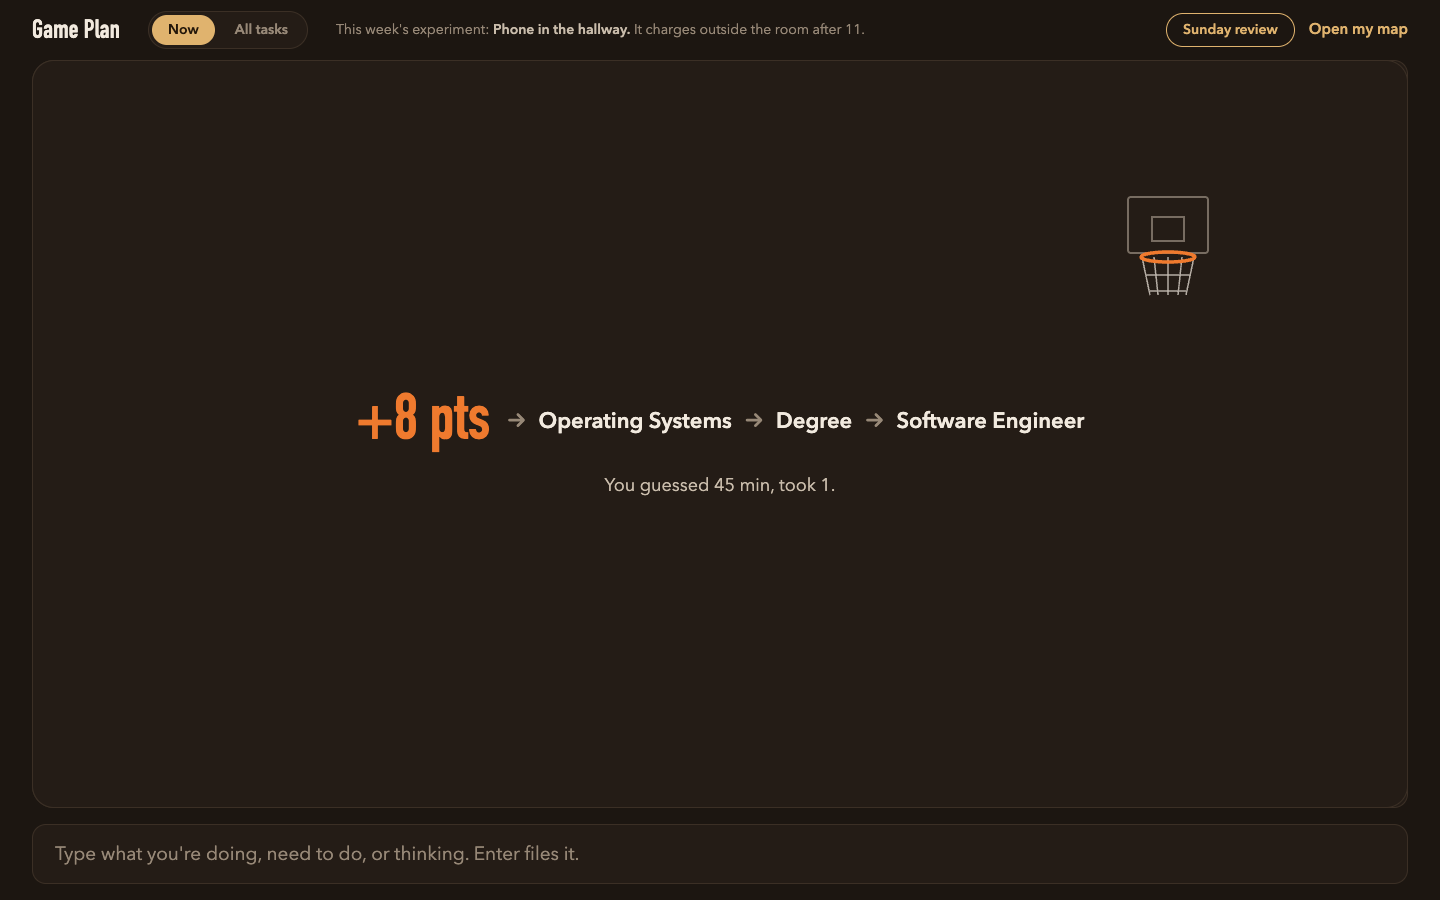 Game Plan
Now
All tasks
This week's experiment: Phone in the hallway. It charges outside the room after 11.
Sunday review
Open my map
+8 pts → Operating Systems → Degree → Software Engineer
You guessed 45 min, took 1.
Type what you're doing, need to do, or thinking. Enter files it.